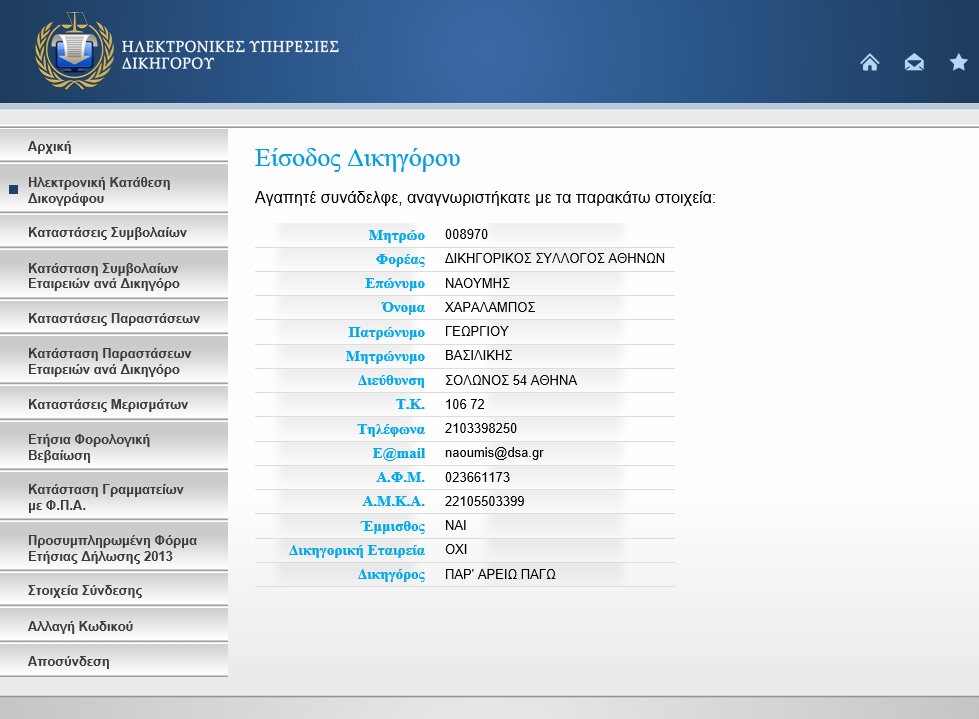 ΗΛΕΚΤΡΟΝΙΚΕΣ ΥΠΗΡΕΣΙΕΣ
ΔΙΚΗΓΟΡΟΥ
Αρχική
Ηλεκτρονική Κατάθεση
Δικογράφου
Καταστάσεις Συμβολαίων
Κατάσταση Συμβολαίων
Εταιρειών ανά Δικηγόρο
Καταστάσεις Παραστάσεων
Κατάσταση Παραστάσεων
Εταιρειών ανά Δικηγόρο
Καταστάσεις Μερισμάτων
Ετήσια Φορολογική
Βεβαίωση
Κατάσταση Γραμματείων
με Φ.Π.Α.
Προσυμπληρωμένη Φόρμα
Ετήσιας Δήλωσης 2013
Στοιχεία Σύνδεσης
Αλλαγή Κωδικού
Αποσύνδεση
Είσοδος Δικηγόρου
Αγαπητέ συνάδελφε, αναγνωριστήκατε με τα παρακάτω στοιχεία:
Μητρώο 008970
Φορέας ΔΙΚΗΓΟΡΙΚΟΣ ΣΥΛΛΟΓΟΣ ΑΘΗΝΩΝ
Επώνυμο ΝΑΟΥΜΗΣ
Όνομα ΧΑΡΑΛΑΜΠΟΣ
Πατρώνυμο ΓΕΩΡΓΙΟΥ
Μητρώνυμο ΒΑΣΙΛΙΚΗΣ
Διεύθυνση ΣΟΛΩΝΟΣ 54 ΑΘΗΝΑ
Τ.Κ. 106 72
Τηλέφωνα 2103398250
E@mail naoumis@dsa.gr
Α.Φ.Μ. 023661173
Α.Μ.Κ.Α. 22105503399
Έμμισθος ΝΑΙ
Δικηγορική Εταιρεία ΟΧΙ
Δικηγόρος ΠΑΡ' ΑΡΕΙΩ ΠΑΓΩ